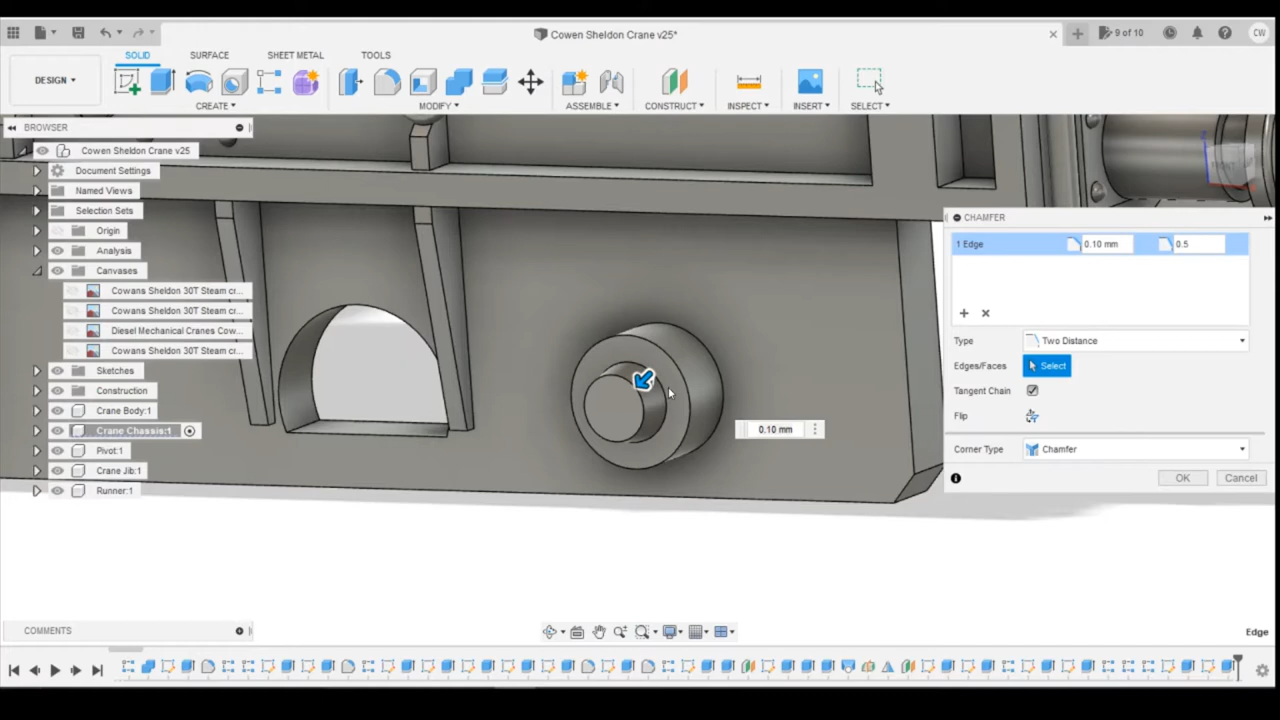 Cowen Sheldon Crane v25*
9 of 10
CW
SOLID
SURFACE
SHEET METAL
TOOLS
DESIGN
CREATE
MODIFY
ASSEMBLE
CONSTRUCT
INSPECT
INSERT
SELECT
BROWSER
Cowen Sheldon Crane v25
Document Settings
Named Views
Selection Sets
Origin
Analysis
Canvases
Cowans Sheldon 30T Steam cr...
Cowans Sheldon 30T Steam cr...
Diesel Mechanical Cranes Cow...
Cowans Sheldon 30T Steam cr...
Sketches
Construction
Crane Body:1
Crane Chassis:1
Pivot:1
Crane Jib:1
Runner:1
FRONT
CHAMFER
1 Edge 0.10 mm 0.5
Type Two Distance
Edges/Faces Select
Tangent Chain
Flip
Corner Type Chamfer
OK Cancel
0.10 mm
COMMENTS
Edge